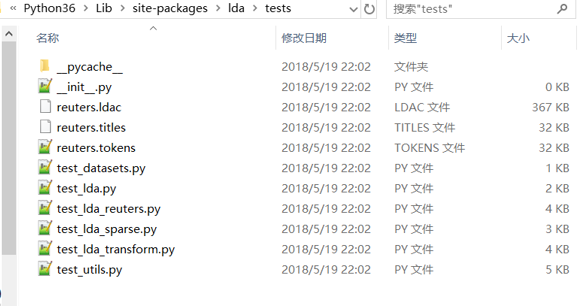 « Python36 › Lib › site-packages › lda › tests
搜索"tests"
名称 修改日期 类型 大小
__pycache__ 2018/5/19 22:02 文件夹
__init__.py 2018/5/19 22:02 PY 文件 0 KB
reuters.ldac 2018/5/19 22:02 LDAC 文件 367 KB
reuters.titles 2018/5/19 22:02 TITLES 文件 32 KB
reuters.tokens 2018/5/19 22:02 TOKENS 文件 32 KB
test_datasets.py 2018/5/19 22:02 PY 文件 1 KB
test_lda.py 2018/5/19 22:02 PY 文件 2 KB
test_lda_reuters.py 2018/5/19 22:02 PY 文件 4 KB
test_lda_sparse.py 2018/5/19 22:02 PY 文件 3 KB
test_lda_transform.py 2018/5/19 22:02 PY 文件 4 KB
test_utils.py 2018/5/19 22:02 PY 文件 5 KB